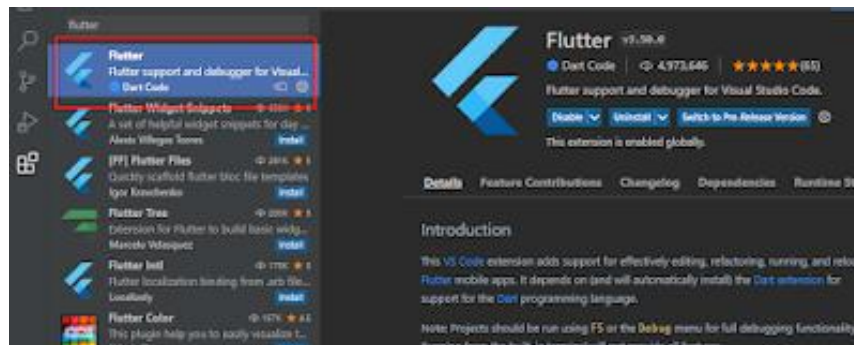 flutter
Flutter
Flutter support and debugger for Visual...
Dart Code
Flutter Widget Snippets
A set of helpful widget snippets for day ...
Alexis Villegas Torres
Install
[FF] Flutter Files
Quickly scaffold flutter bloc file templates
Igor Kravchenko
Install
Flutter Tree
Extension for Flutter to build basic widg...
Marcelo Velasquez
Install
Flutter Intl
Flutter localization binding from .arb file...
Localizely
Install
Flutter Color
This plugin help you to easily visualize t...
Flutter v3.50.0
Dart Code 4,973,646 (65)
Flutter support and debugger for Visual Studio Code.
Disable Uninstall Switch to Pre-Release Version
This extension is enabled globally.
Details Feature Contributions Changelog Dependencies Runtime St
Introduction
This VS Code extension adds support for effectively editing, refactoring, running, and reloa
Flutter mobile apps. It depends on (and will automatically install) the Dart extension for
support for the Dart programming language.
Note: Projects should be run using F5 or the Debug menu for full debugging functionality